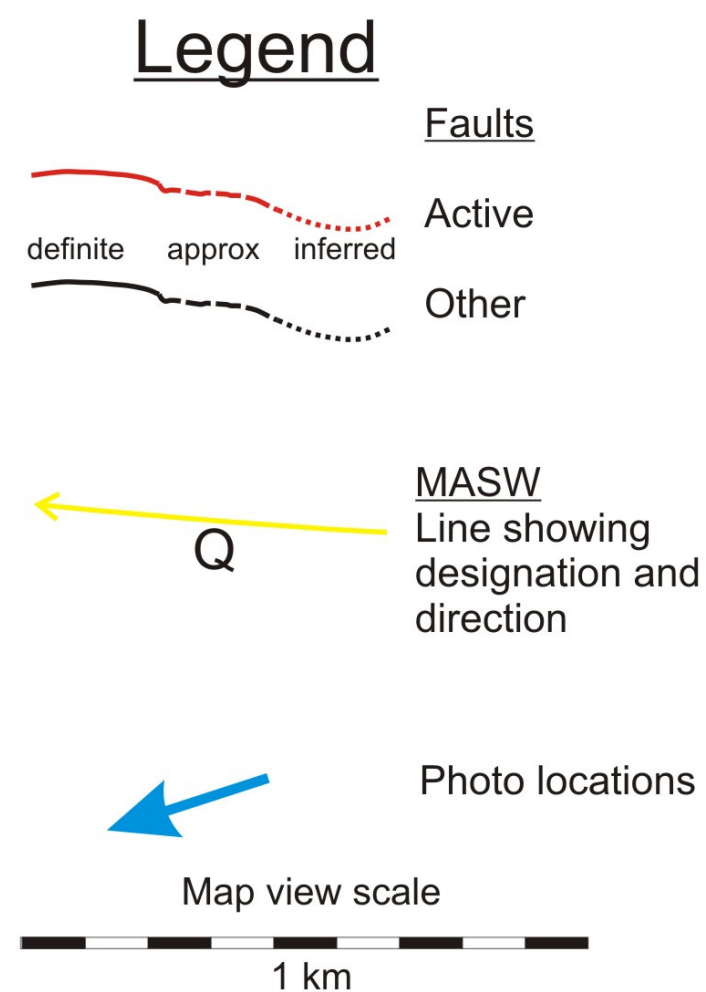 Legend
Faults
Active
definite approx inferred
Other
MASW
Line showing
designation and
direction
Q
Photo locations
Map view scale
1 km